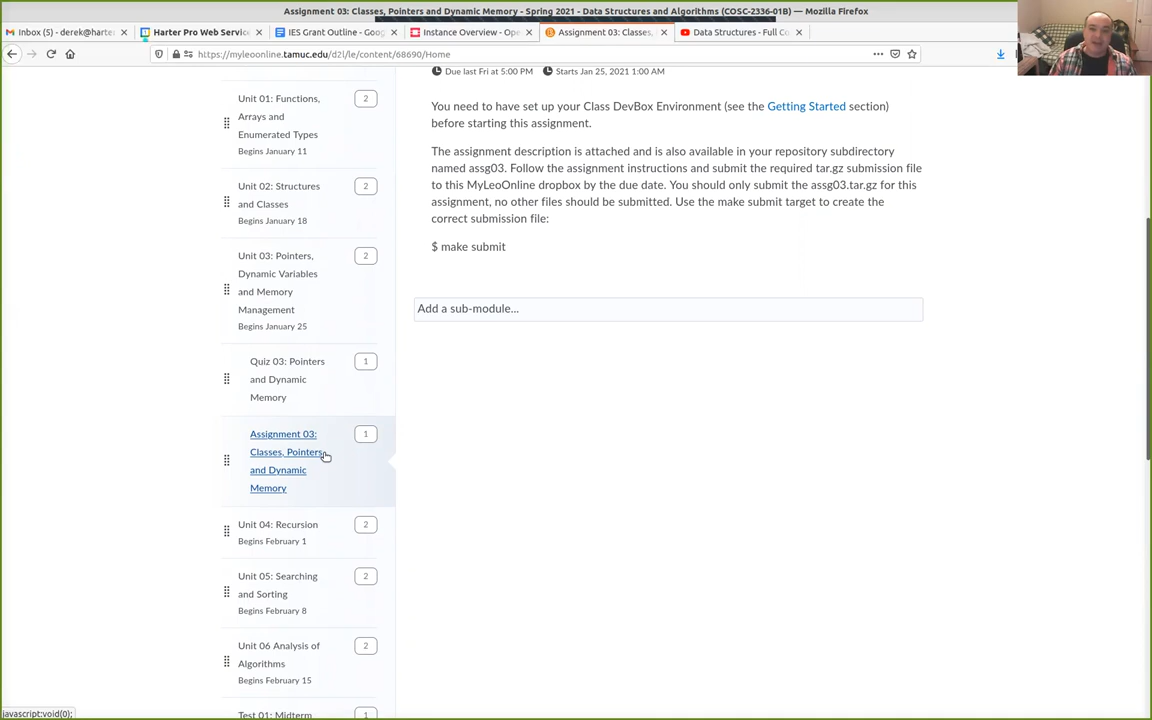 Assignment 03: Classes, Pointers and Dynamic Memory - Spring 2021 - Data Structures and Algorithms (COSC-2336-01B) — Mozilla Firefox
Inbox (5) - derek@harter
Harter Pro Web Service
IES Grant Outline - Goog
Instance Overview - Open
Assignment 03: Classes,
Data Structures - Full Co
https://myleoonline.tamuc.edu/d2l/le/content/68690/Home
Due last Fri at 5:00 PM Starts Jan 25, 2021 1:00 AM
You need to have set up your Class DevBox Environment (see the Getting Started section)
before starting this assignment.
The assignment description is attached and is also available in your repository subdirectory
named assg03. Follow the assignment instructions and submit the required tar.gz submission file
to this MyLeoOnline dropbox by the due date. You should only submit the assg03.tar.gz for this
assignment, no other files should be submitted. Use the make submit target to create the
correct submission file:
$ make submit
Add a sub-module...
Unit 01: Functions, 2
Arrays and
Enumerated Types
Begins January 11
Unit 02: Structures 2
and Classes
Begins January 18
Unit 03: Pointers, 2
Dynamic Variables
and Memory
Management
Begins January 25
Quiz 03: Pointers 1
and Dynamic
Memory
Assignment 03: 1
Classes, Pointers
and Dynamic
Memory
Unit 04: Recursion 2
Begins February 1
Unit 05: Searching 2
and Sorting
Begins February 8
Unit 06 Analysis of 2
Algorithms
Begins February 15
Test 01: Midterm 1
javascript:void(0);